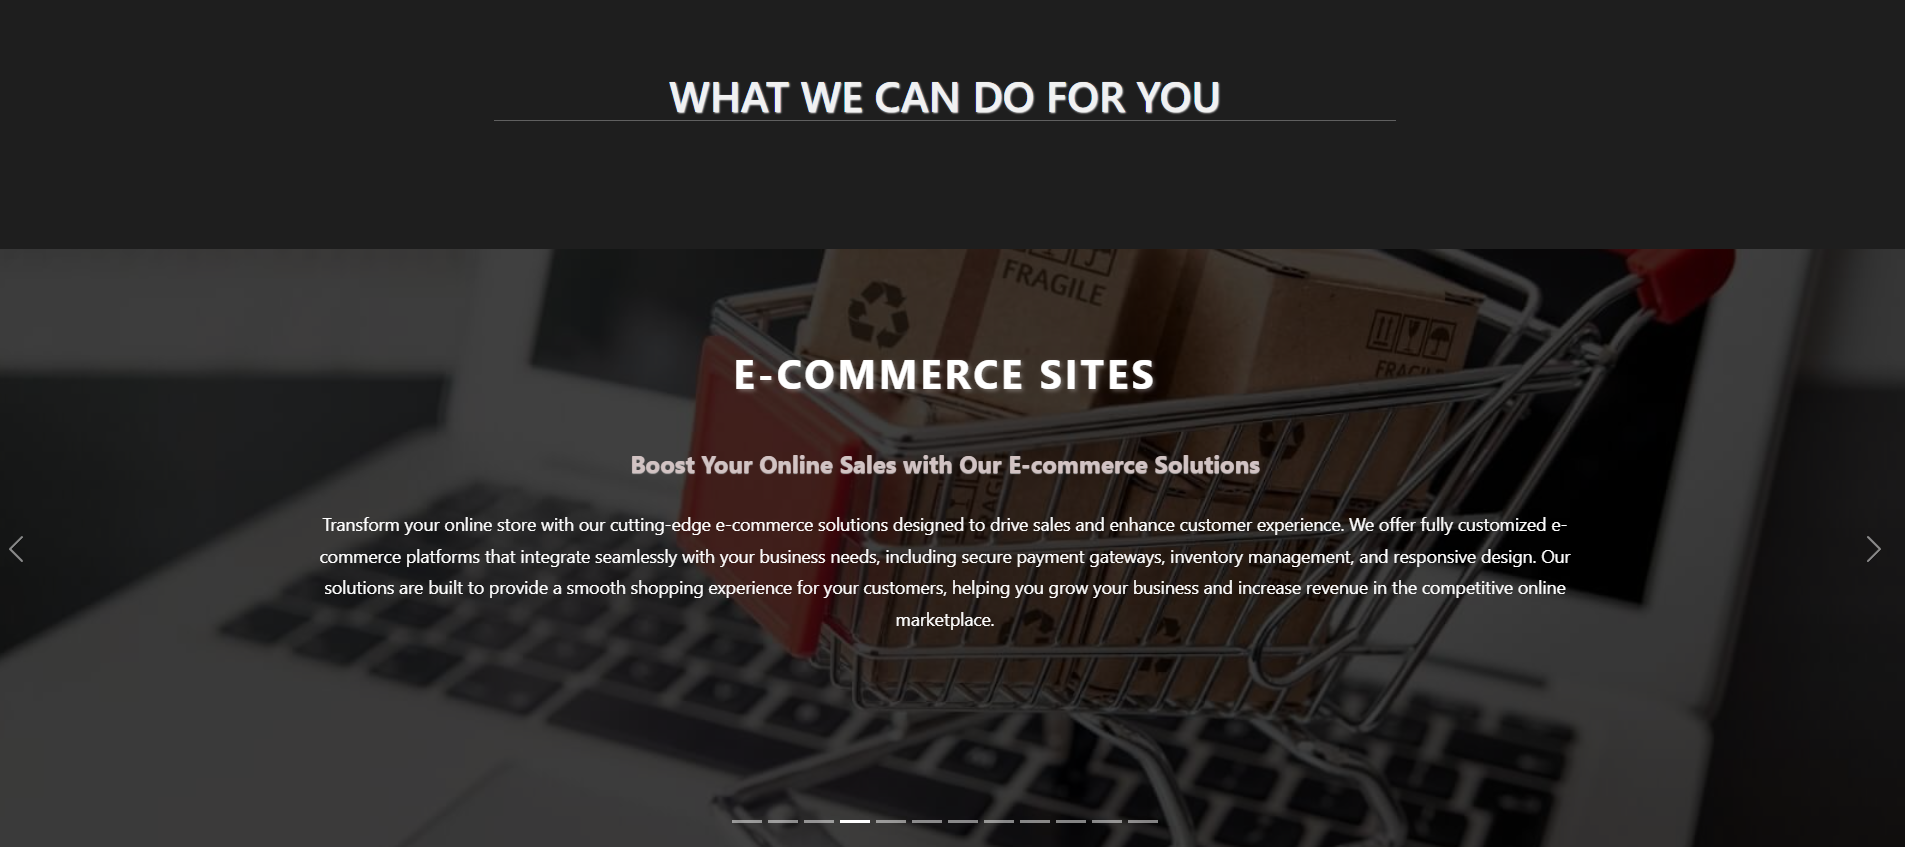 WHAT WE CAN DO FOR YOU
FRAGILE
E-COMMERCE SITES
Boost Your Online Sales with Our E-commerce Solutions
Transform your online store with our cutting-edge e-commerce solutions designed to drive sales and enhance customer experience. We offer fully customized e-
commerce platforms that integrate seamlessly with your business needs, including secure payment gateways, inventory management, and responsive design. Our
solutions are built to provide a smooth shopping experience for your customers, helping you grow your business and increase revenue in the competitive online
marketplace.